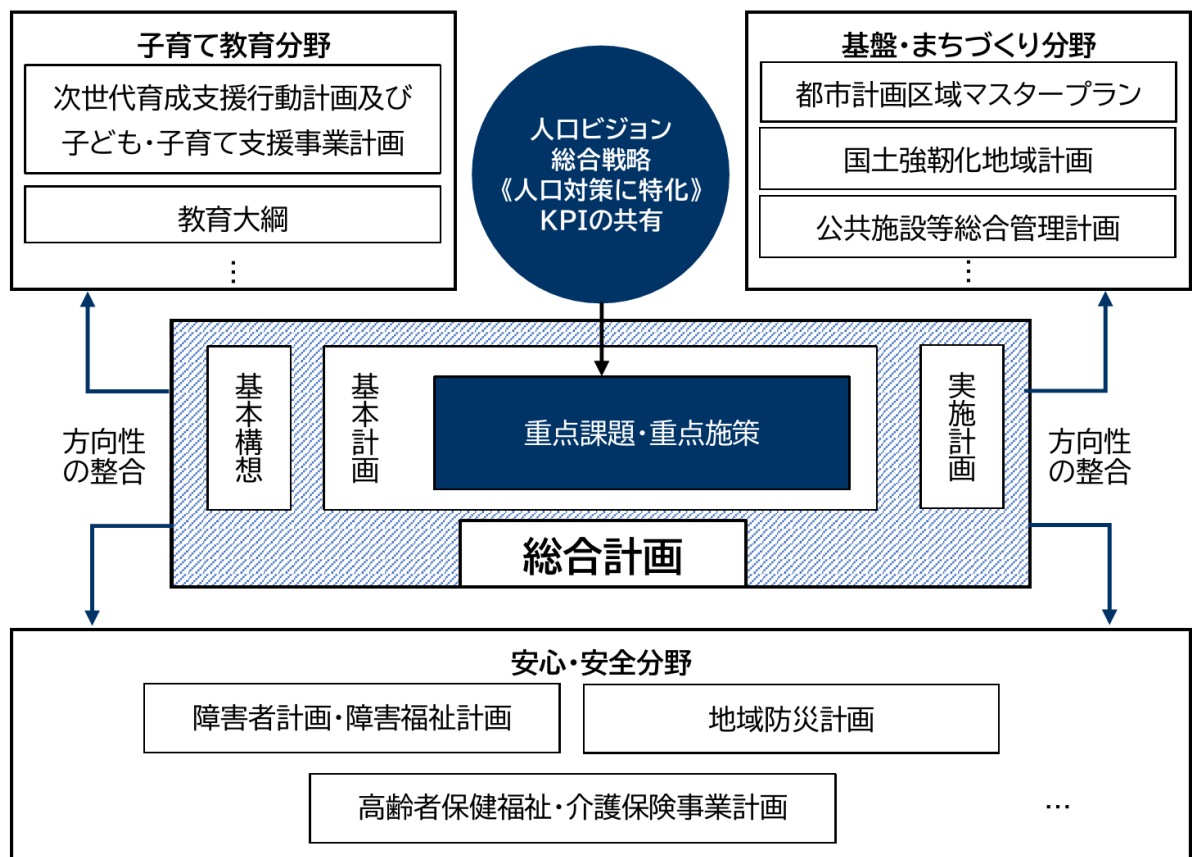 子育て教育分野
次世代育成支援行動計画及び
子ども・子育て支援事業計画
教育大綱
⋮
人口ビジョン
総合戦略
《人口対策に特化》
KPIの共有
基盤・まちづくり分野
都市計画区域マスタープラン
国土強靭化地域計画
公共施設等総合管理計画
⋮
方向性
の整合
基本構想
基本計画
重点課題・重点施策
実施計画
総合計画
方向性
の整合
安心・安全分野
障害者計画・障害福祉計画
地域防災計画
高齢者保健福祉・介護保険事業計画
…